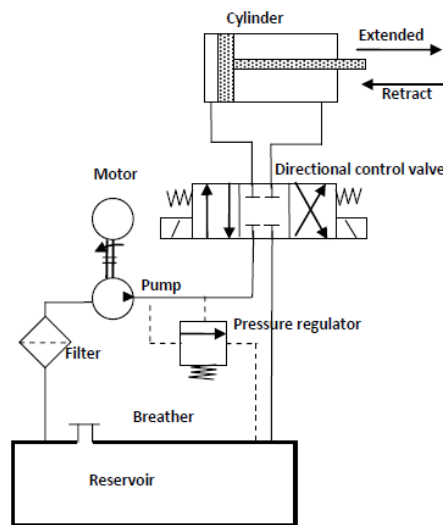 Cylinder
Extended
Retract
Directional control valve
Motor
Pump
Pressure regulator
Filter
Breather
Reservoir